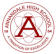 ANNANDALE HIGH SCHOOL
A
A TRADITION OF EXCELLENCE